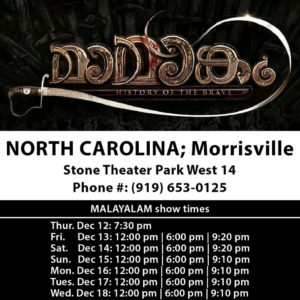 മാമാങ്കം
HISTORY OF THE BRAVE
NORTH CAROLINA; Morrisville
Stone Theater Park West 14
Phone #: (919) 653-0125
MALAYALAM show times
Thur. Dec 12: 7:30 pm
Fri. Dec 13: 12:00 pm | 6:00 pm | 9:20 pm
Sat. Dec 14: 12:00 pm | 6:00 pm | 9:20 pm
Sun. Dec 15: 12:00 pm | 6:00 pm | 9:10 pm
Mon. Dec 16: 12:00 pm | 6:00 pm | 9:10 pm
Tues. Dec 17: 12:00 pm | 6:00 pm | 9:10 pm
Wed. Dec 18: 12:00 pm | 6:00 pm | 9:10 pm